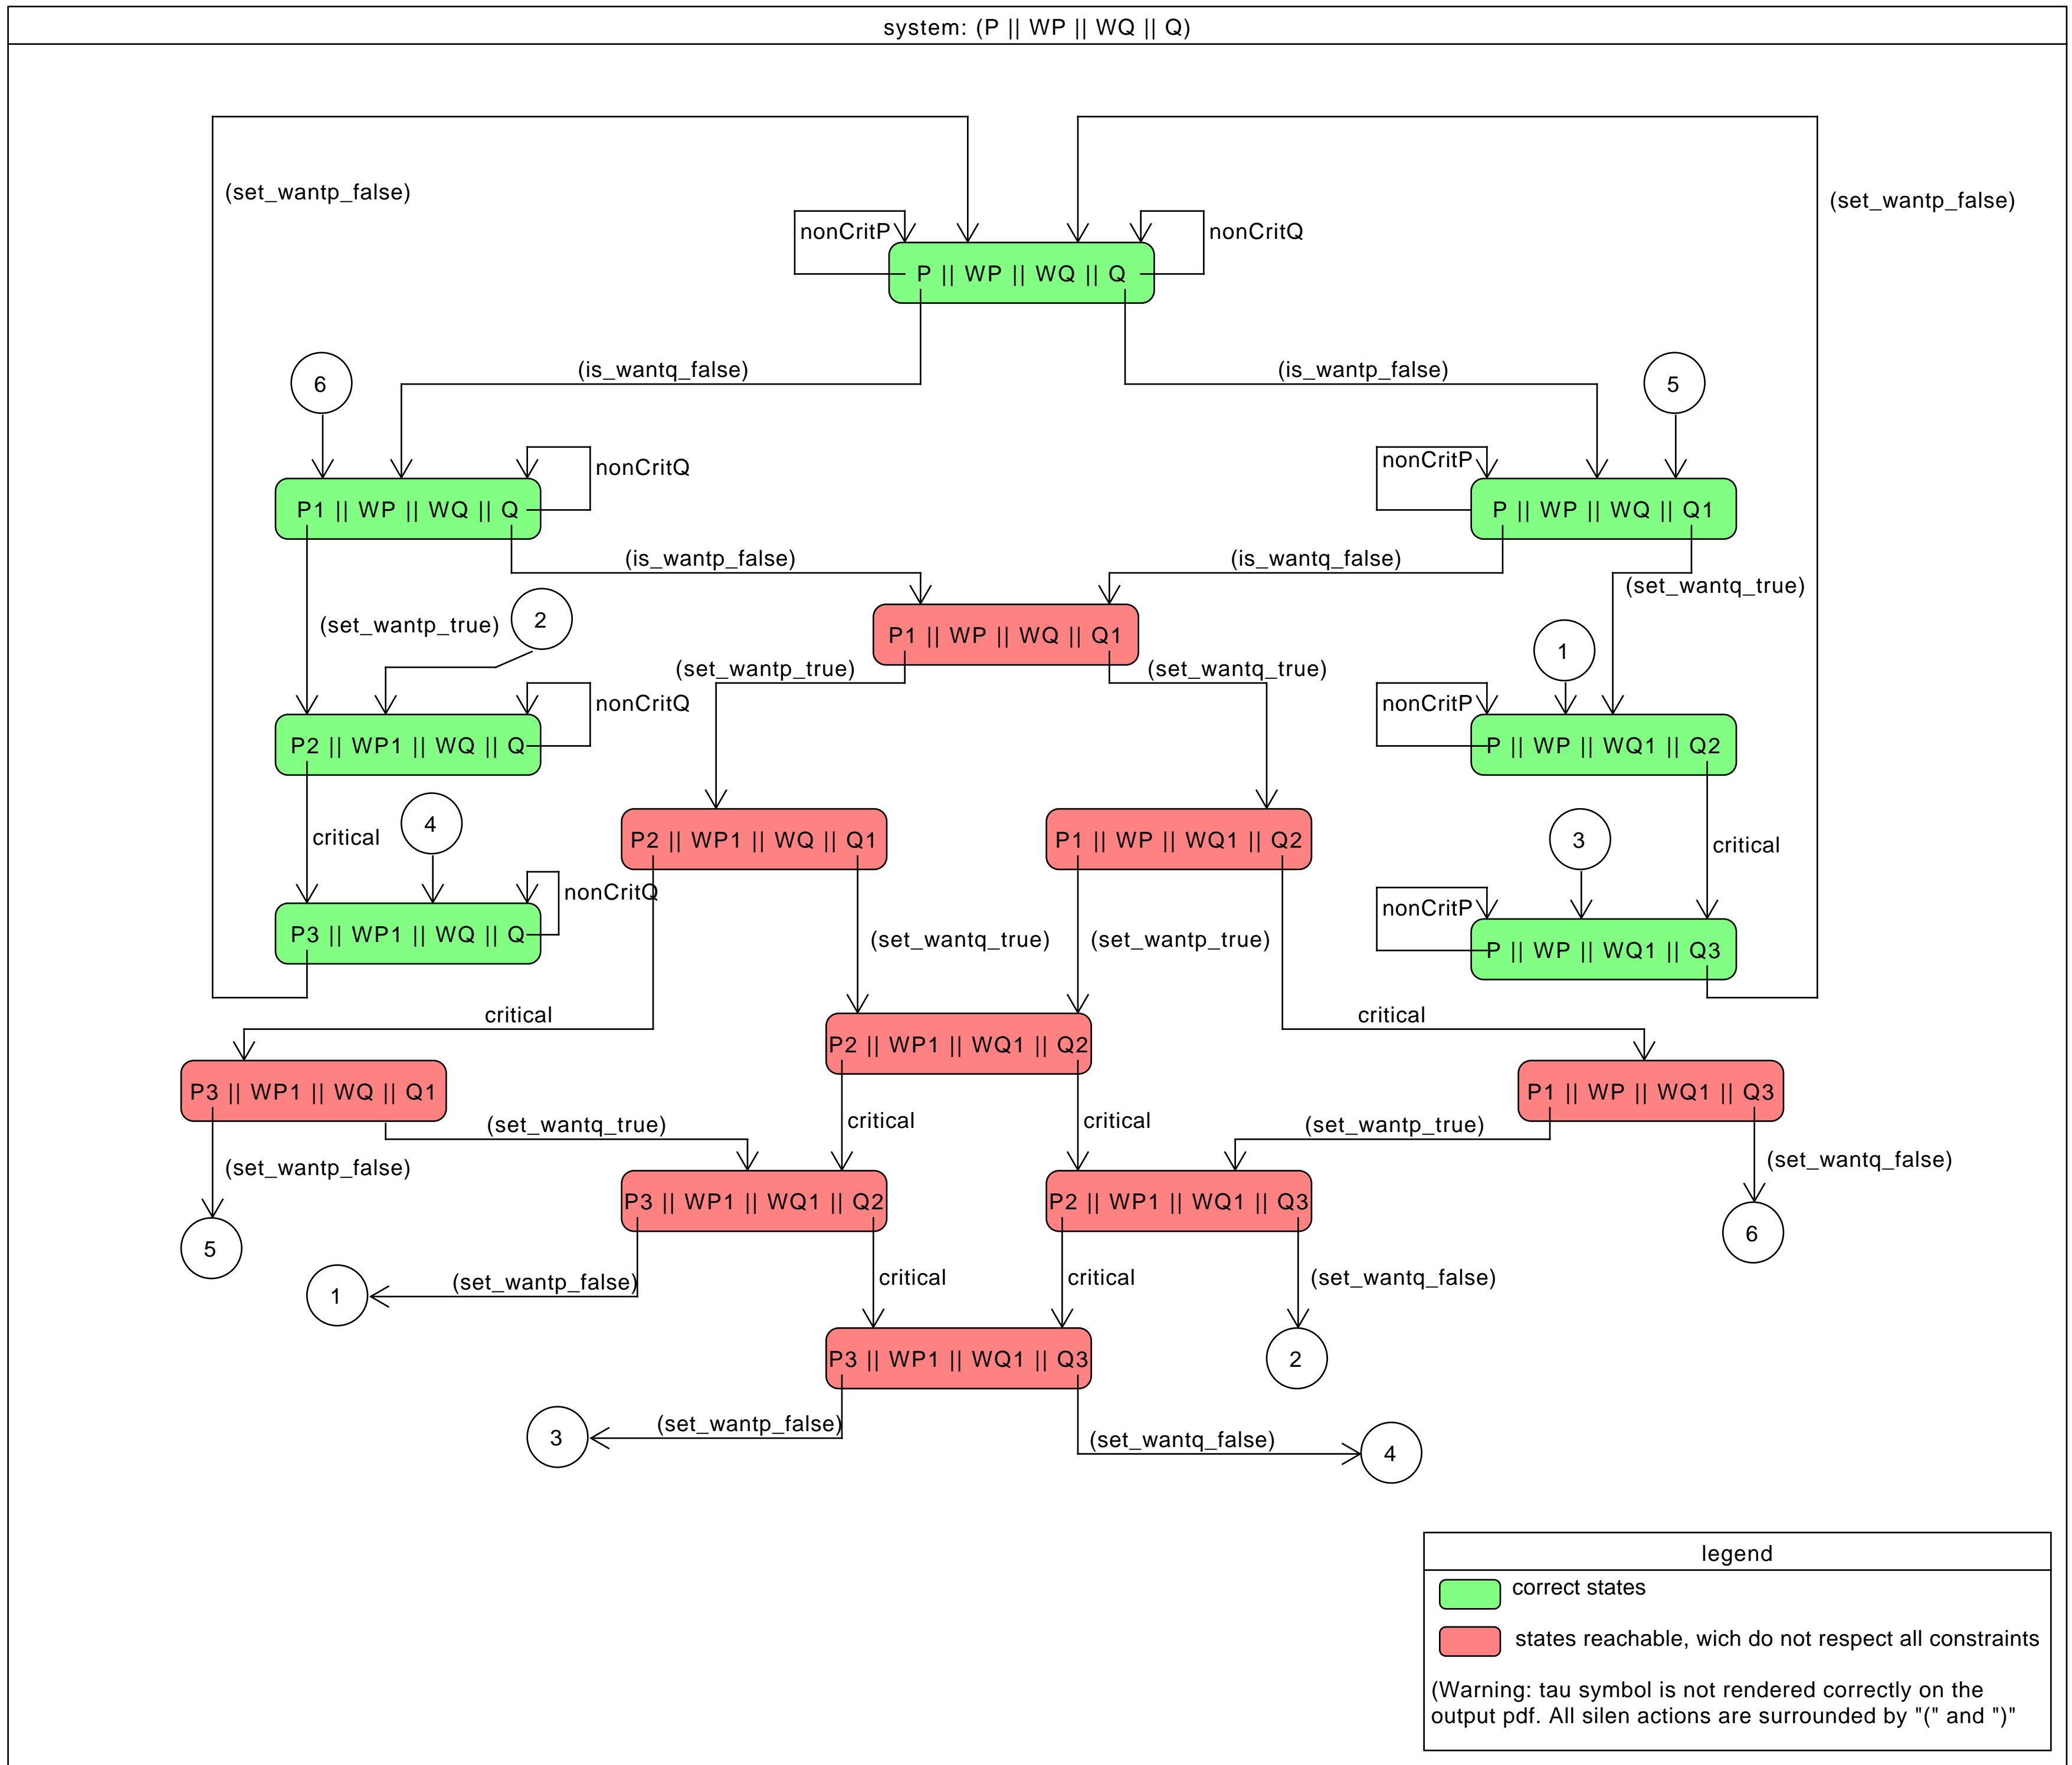 system: (P || WP || WQ || Q)
(set_wantp_false)
(set_wantp_false)
nonCritP
nonCritQ
P || WP || WQ || Q
(is_wantq_false)
(is_wantp_false)
6
5
nonCritQ
nonCritP
P1 || WP || WQ || Q
P || WP || WQ || Q1
(is_wantp_false)
(is_wantq_false)
(set_wantq_true)
(set_wantp_true)
2
P1 || WP || WQ || Q1
1
(set_wantp_true)
(set_wantq_true)
nonCritQ
nonCritP
P2 || WP1 || WQ || Q
P || WP || WQ1 || Q2
4
critical
P2 || WP1 || WQ || Q1
P1 || WP || WQ1 || Q2
3
critical
nonCritQ
nonCritP
P3 || WP1 || WQ || Q
(set_wantq_true)
(set_wantp_true)
P || WP || WQ1 || Q3
critical
critical
P2 || WP1 || WQ1 || Q2
P3 || WP1 || WQ || Q1
P1 || WP || WQ1 || Q3
(set_wantq_true)
critical
critical
(set_wantp_true)
(set_wantp_false)
(set_wantq_false)
P3 || WP1 || WQ1 || Q2
P2 || WP1 || WQ1 || Q3
5
6
1
(set_wantp_false)
critical
critical
(set_wantq_false)
P3 || WP1 || WQ1 || Q3
2
3
(set_wantp_false)
(set_wantq_false)
4
legend
correct states
states reachable, wich do not respect all constraints
(Warning: tau symbol is not rendered correctly on the
output pdf. All silen actions are surrounded by "(" and ")"